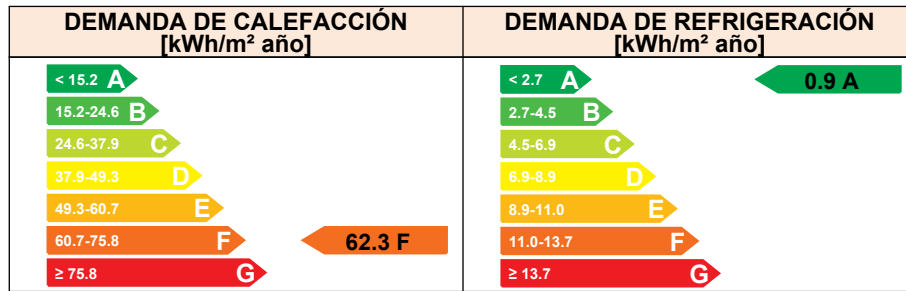 DEMANDA DE CALEFACCIÓN
[kWh/m² año]
< 15.2 A
15.2-24.6 B
24.6-37.9 C
37.9-49.3 D
49.3-60.7 E
60.7-75.8 F
62.3 F
≥ 75.8 G
DEMANDA DE REFRIGERACIÓN
[kWh/m² año]
< 2.7 A
0.9 A
2.7-4.5 B
4.5-6.9 C
6.9-8.9 D
8.9-11.0 E
11.0-13.7 F
≥ 13.7 G